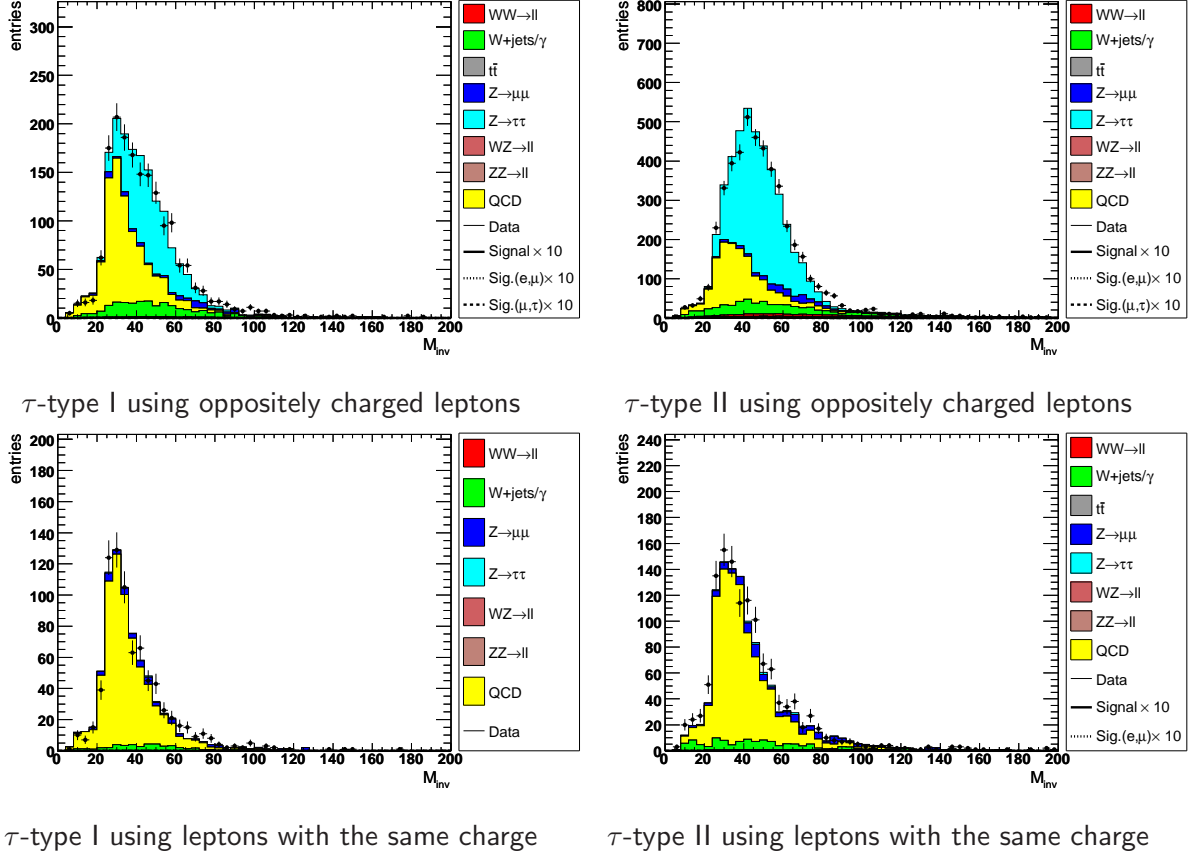 entries
300
250
200
150
100
50
0
0 20 40 60 80 100 120 140 160 180 200
M_inv
WW→ll
W+jets/γ
tt̄
Z→μμ
Z→ττ
WZ→ll
ZZ→ll
QCD
Data
Signal × 10
Sig.(e,μ)× 10
Sig.(μ,τ)× 10
τ-type I using oppositely charged leptons
entries
800
700
600
500
400
300
200
100
0
0 20 40 60 80 100 120 140 160 180 200
M_inv
WW→ll
W+jets/γ
tt̄
Z→μμ
Z→ττ
WZ→ll
ZZ→ll
QCD
Data
Signal × 10
Sig.(e,μ)× 10
Sig.(μ,τ)× 10
τ-type II using oppositely charged leptons
entries
200
180
160
140
120
100
80
60
40
20
0
0 20 40 60 80 100 120 140 160 180 200
M_inv
WW→ll
W+jets/γ
Z→μμ
Z→ττ
WZ→ll
ZZ→ll
QCD
Data
τ-type I using leptons with the same charge
entries
240
220
200
180
160
140
120
100
80
60
40
20
0
0 20 40 60 80 100 120 140 160 180 200
M_inv
WW→ll
W+jets/γ
tt̄
Z→μμ
Z→ττ
WZ→ll
ZZ→ll
QCD
Data
Signal × 10
Sig.(e,μ)× 10
τ-type II using leptons with the same charge